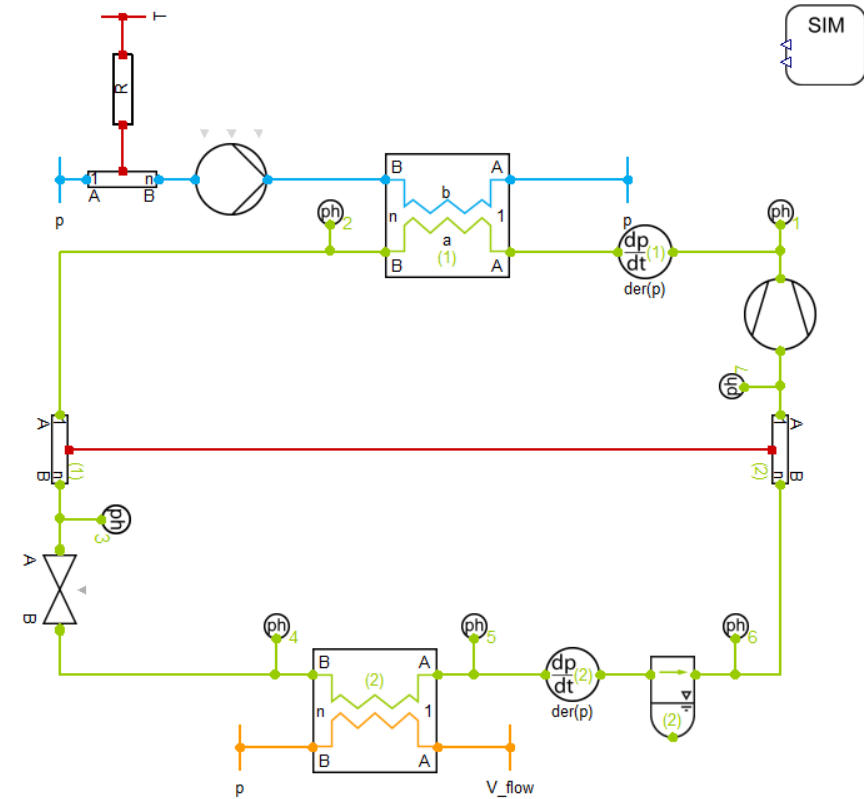 SIM
T
R
p
1 n
A B
B A
b
n 1
a
(1)
B A
p
ph
2
ph
1
dp
dt
(1)
der(p)
ph
7
A
1
n
B
(1)
A
1
n
B
(2)
ph
3
A
B
ph
4
ph
5
ph
6
B A
(2)
n 1
B A
dp
dt
(2)
der(p)
(2)
p
V_flow